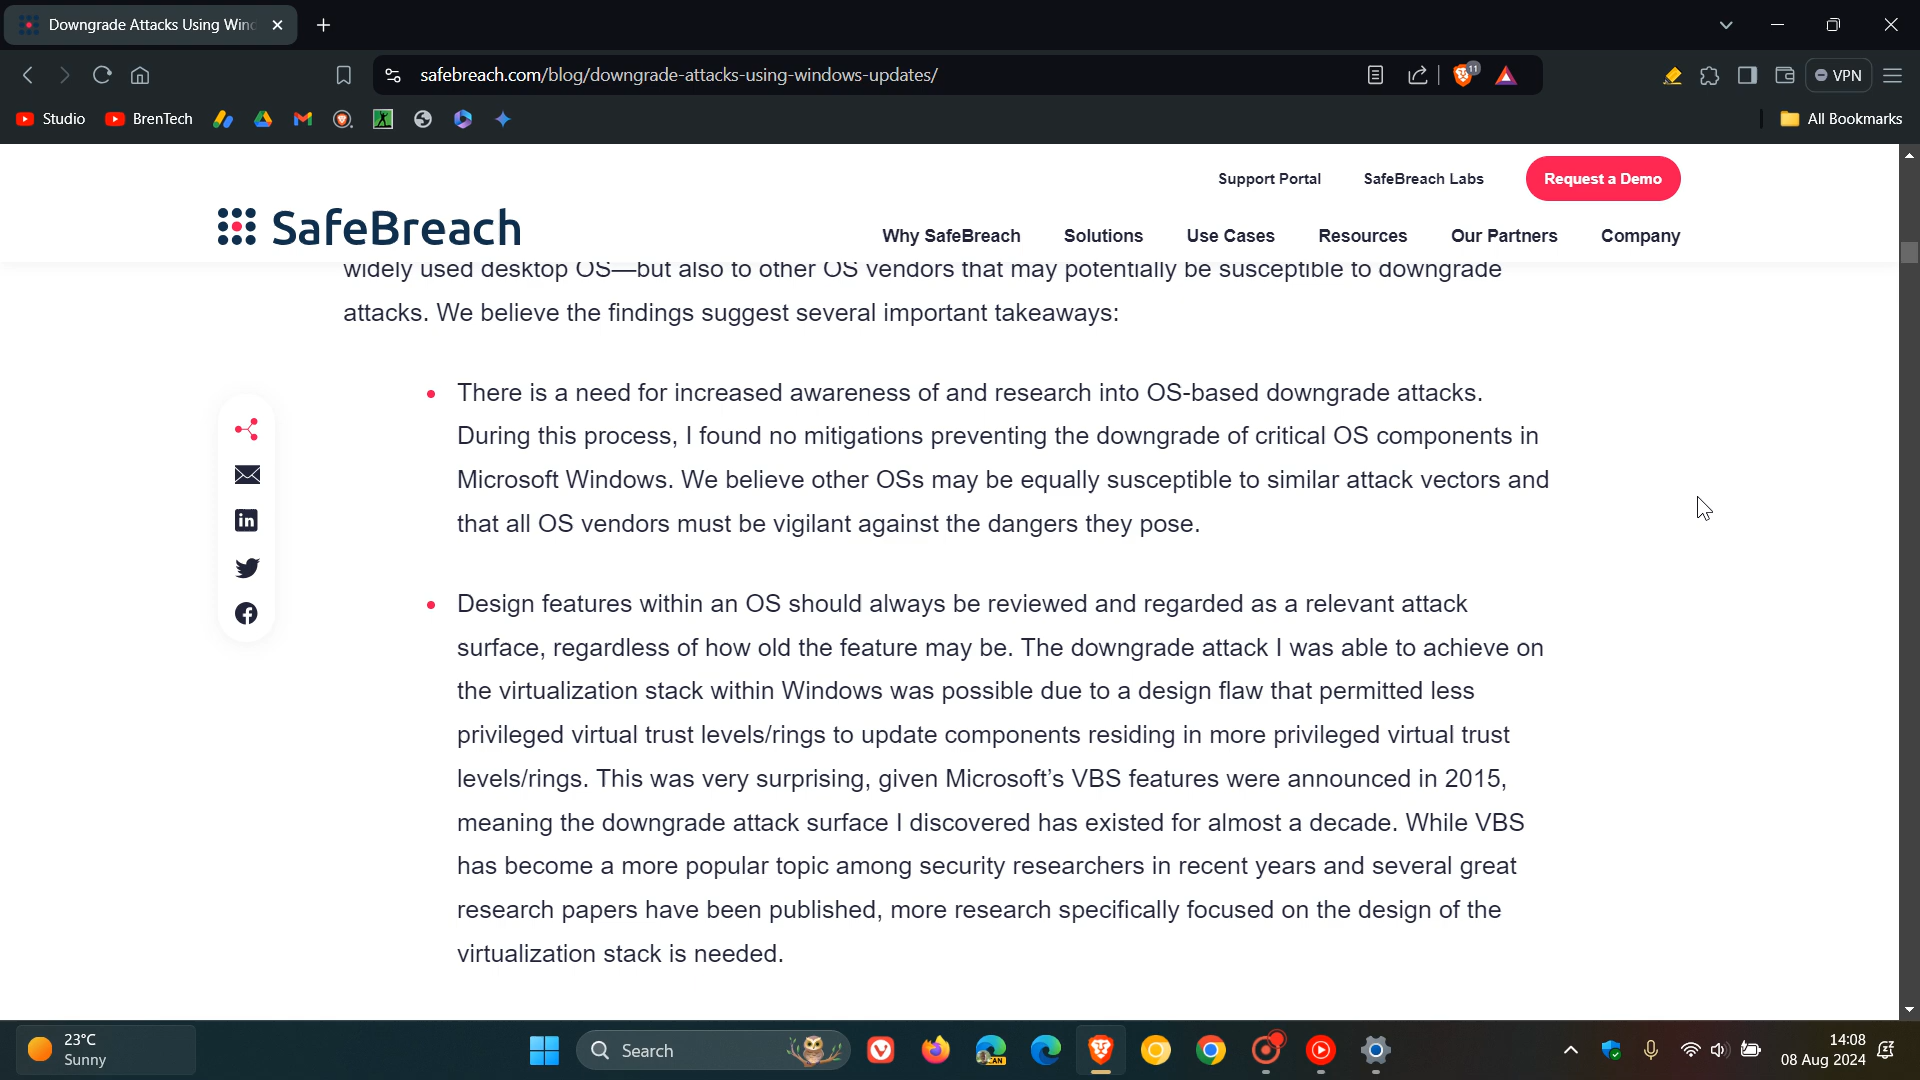 Downgrade Attacks Using Wind
safebreach.com/blog/downgrade-attacks-using-windows-updates/
11
VPN
Studio
BrenTech
All Bookmarks
Support Portal
SafeBreach Labs
Request a Demo
SafeBreach
Why SafeBreach
Solutions
Use Cases
Resources
Our Partners
Company
widely used desktop OS—but also to other OS vendors that may potentially be susceptible to downgrade
attacks. We believe the findings suggest several important takeaways:
There is a need for increased awareness of and research into OS-based downgrade attacks.
During this process, I found no mitigations preventing the downgrade of critical OS components in
Microsoft Windows. We believe other OSs may be equally susceptible to similar attack vectors and
that all OS vendors must be vigilant against the dangers they pose.
Design features within an OS should always be reviewed and regarded as a relevant attack
surface, regardless of how old the feature may be. The downgrade attack I was able to achieve on
the virtualization stack within Windows was possible due to a design flaw that permitted less
privileged virtual trust levels/rings to update components residing in more privileged virtual trust
levels/rings. This was very surprising, given Microsoft's VBS features were announced in 2015,
meaning the downgrade attack surface I discovered has existed for almost a decade. While VBS
has become a more popular topic among security researchers in recent years and several great
research papers have been published, more research specifically focused on the design of the
virtualization stack is needed.
23°C
Sunny
Search
CAN
14:08
08 Aug 2024